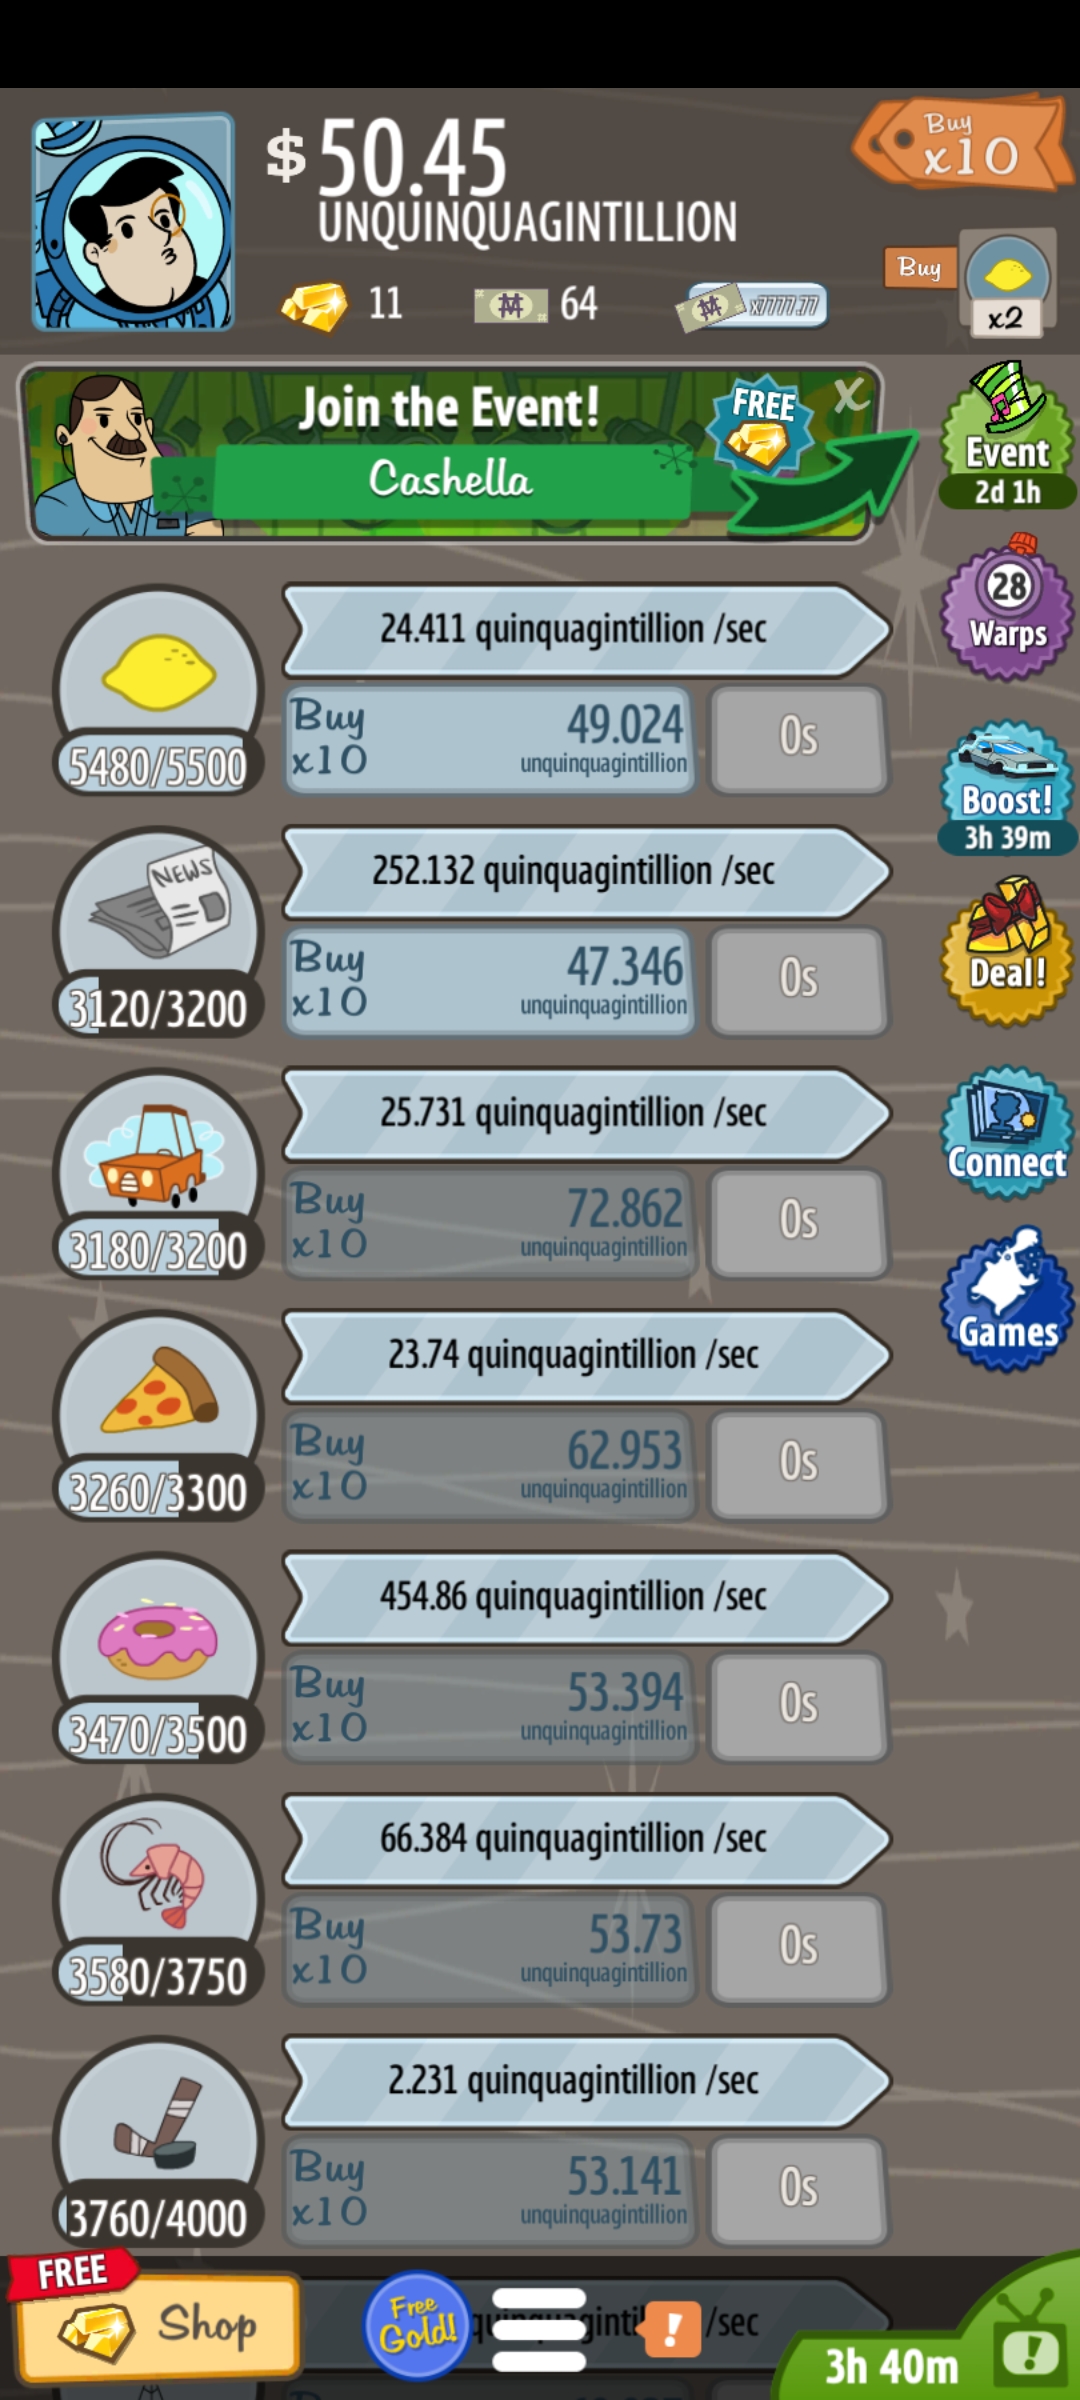 $ 50.45
UNQUINQUAGINTILLION
Buy
x10
11
64
x7777.77
Buy
x2
Join the Event!
FREE
X
Cashella
Event
2d 1h
28
Warps
Boost!
3h 39m
Deal!
Connect
Games
24.411 quinquagintillion /sec
Buy
x10
49.024
unquinquagintillion
0s
5480/5500
NEWS
252.132 quinquagintillion /sec
Buy
x10
47.346
unquinquagintillion
0s
3120/3200
25.731 quinquagintillion /sec
Buy
x10
72.862
unquinquagintillion
0s
3180/3200
23.74 quinquagintillion /sec
Buy
x10
62.953
unquinquagintillion
0s
3260/3300
454.86 quinquagintillion /sec
Buy
x10
53.394
unquinquagintillion
0s
3470/3500
66.384 quinquagintillion /sec
Buy
x10
53.73
unquinquagintillion
0s
3580/3750
2.231 quinquagintillion /sec
Buy
x10
53.141
unquinquagintillion
0s
3760/4000
FREE
Shop
Free
Gold!
!
/sec
3h 40m
!